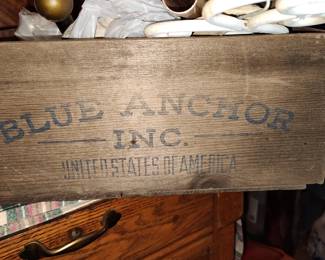 BLUE ANCHOR
INC.
UNITED STATES OF AMERICA